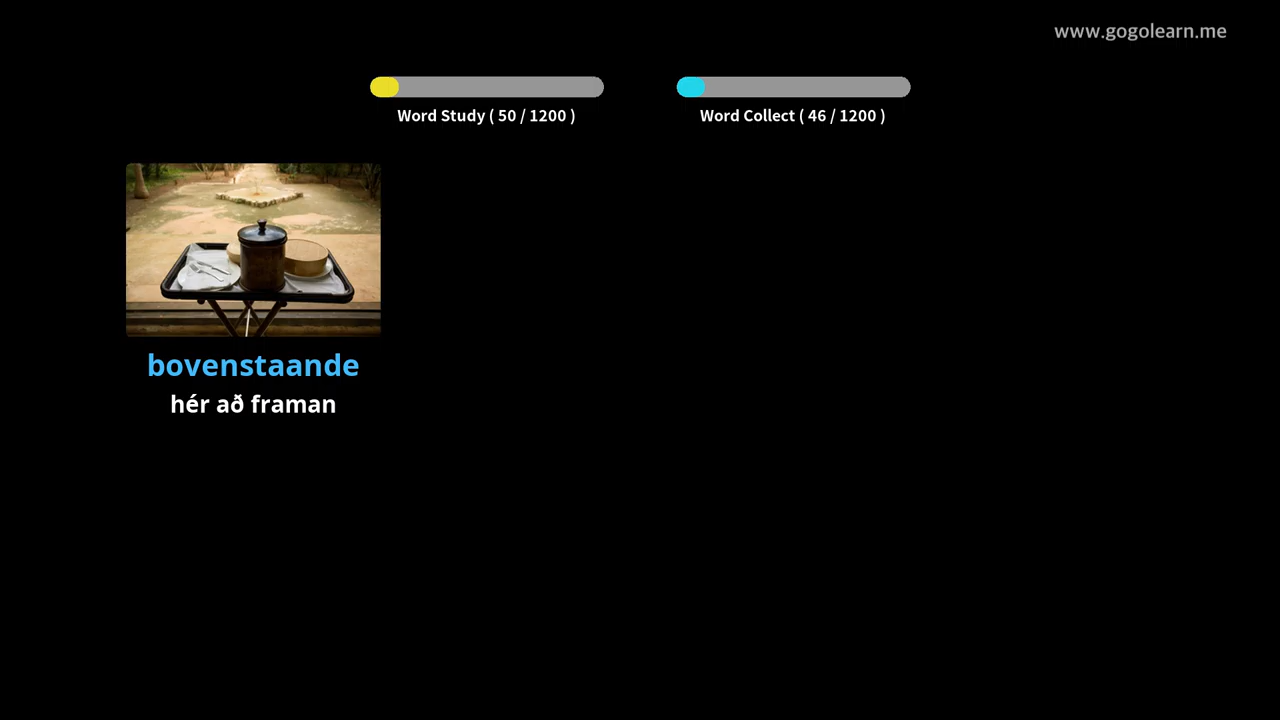 www.gogolearn.me
Word Study ( 50 / 1200 )
Word Collect ( 46 / 1200 )
bovenstaande
hér að framan